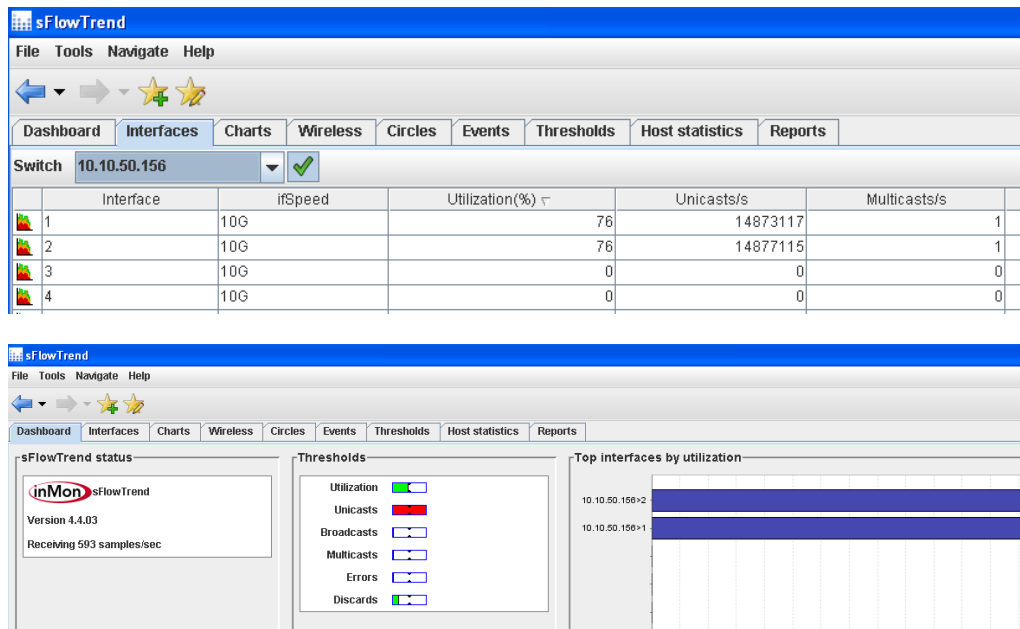 sFlowTrend
File Tools Navigate Help
Dashboard Interfaces Charts Wireless Circles Events Thresholds Host statistics Reports
Switch 10.10.50.156
Interface ifSpeed Utilization(%) Unicasts/s Multicasts/s
1 10G 76 14873117 1
2 10G 76 14877115 1
3 10G 0 0 0
4 10G 0 0 0
sFlowTrend
File Tools Navigate Help
Dashboard Interfaces Charts Wireless Circles Events Thresholds Host statistics Reports
sFlowTrend status
inMon sFlowTrend
Version 4.4.03
Receiving 593 samples/sec
Thresholds
Utilization
Unicasts
Broadcasts
Multicasts
Errors
Discards
Top interfaces by utilization
10.10.50.156>2
10.10.50.156>1